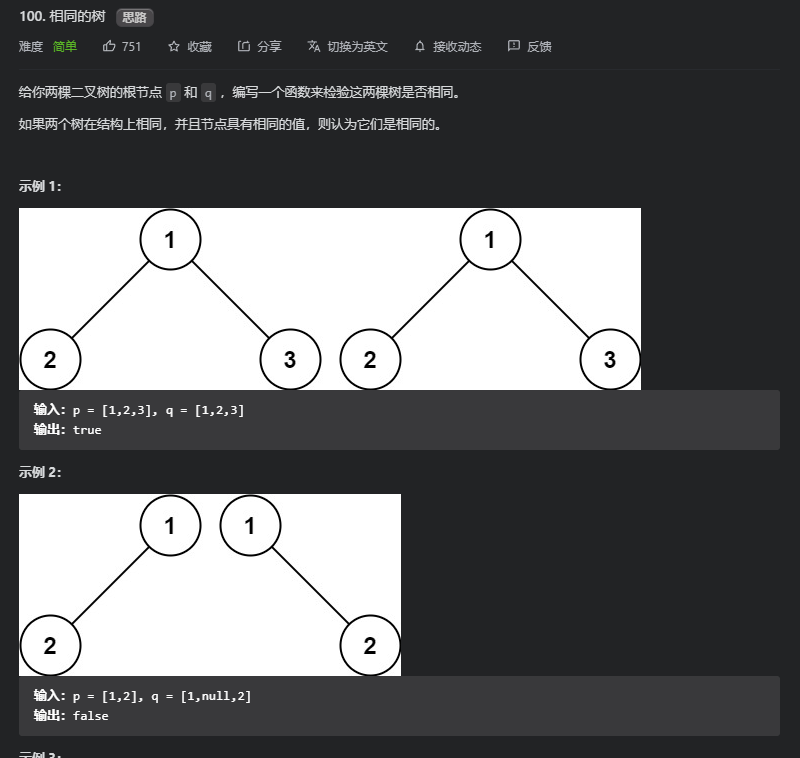 100. 相同的树 思路
难度 简单 751 收藏 分享 切换为英文 接收动态 反馈
给你两棵二叉树的根节点 p 和 q ，编写一个函数来检验这两棵树是否相同。
如果两个树在结构上相同，并且节点具有相同的值，则认为它们是相同的。
示例 1：
1 1
2 3 2 3
输入：p = [1,2,3], q = [1,2,3]
输出：true
示例 2：
1 1
2 2
输入：p = [1,2], q = [1,null,2]
输出：false
示例 3：